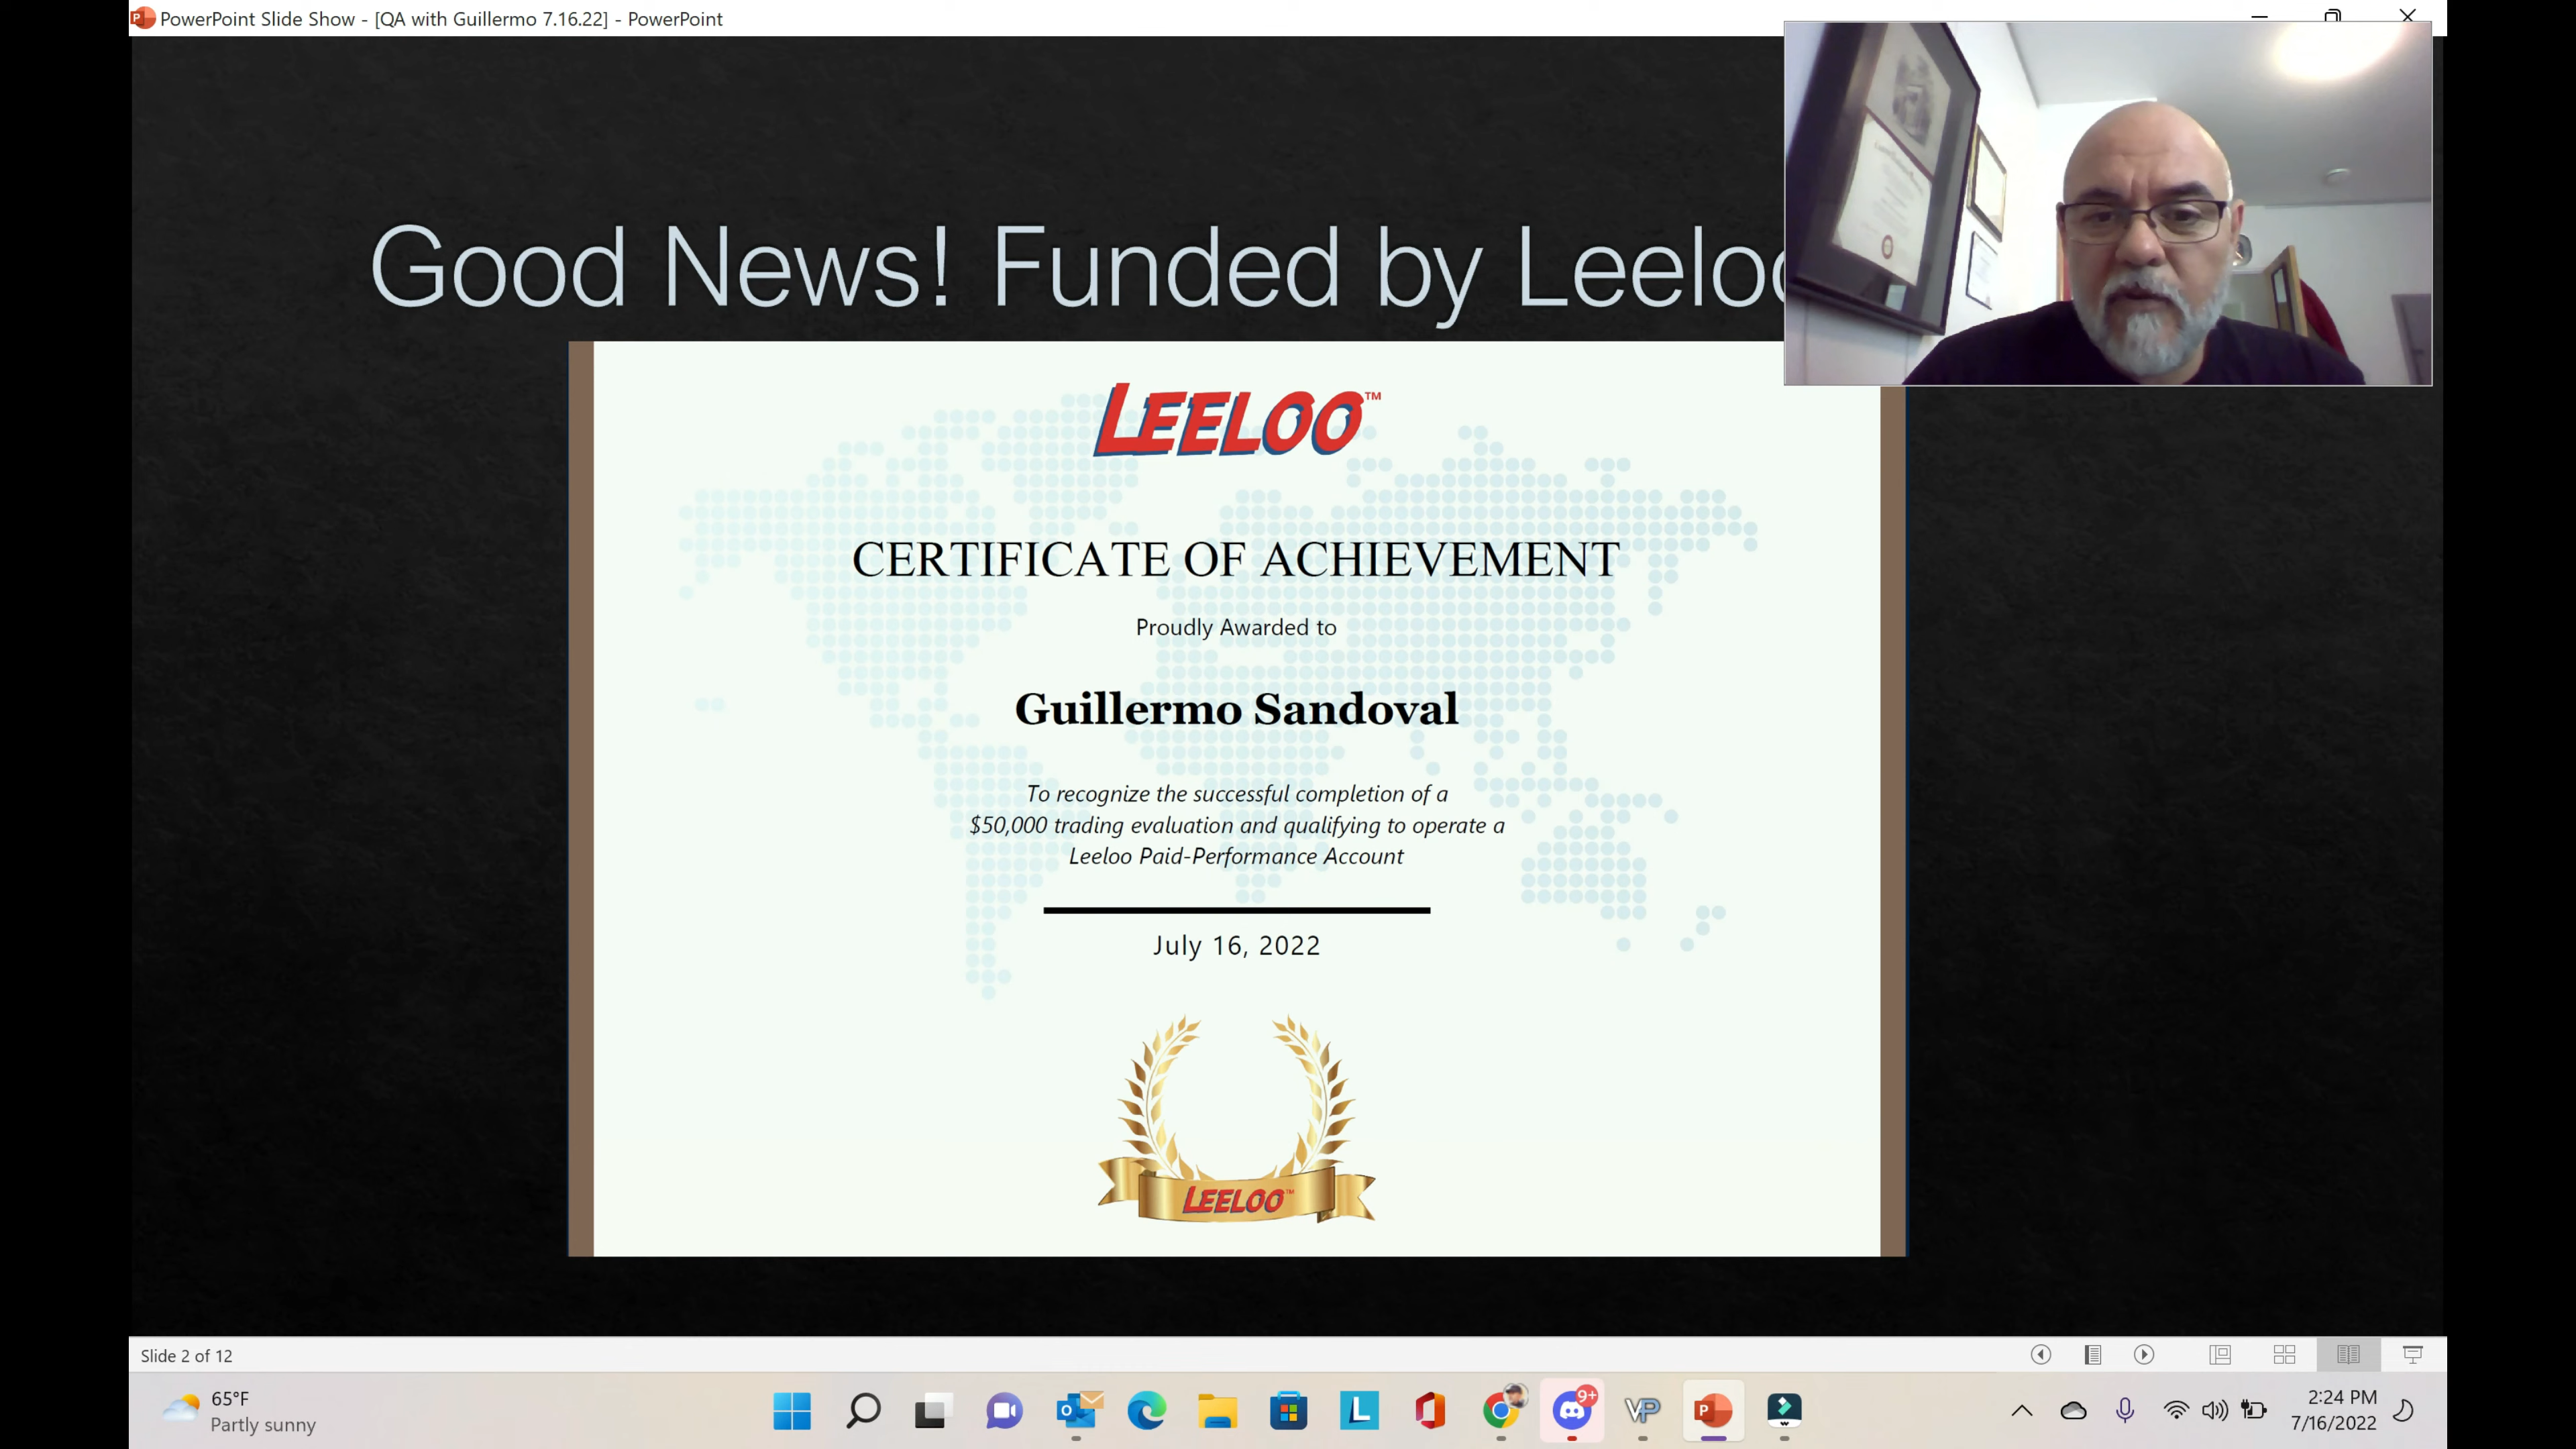 PowerPoint Slide Show - [QA with Guillermo 7.16.22] - PowerPoint
Good News! Funded by Leeloo
LEELOO™
CERTIFICATE OF ACHIEVEMENT
Proudly Awarded to
Guillermo Sandoval
To recognize the successful completion of a
$50,000 trading evaluation and qualifying to operate a
Leeloo Paid-Performance Account
July 16, 2022
LEELOO™
Slide 2 of 12
65°F
Partly sunny
9+
2:24 PM
7/16/2022